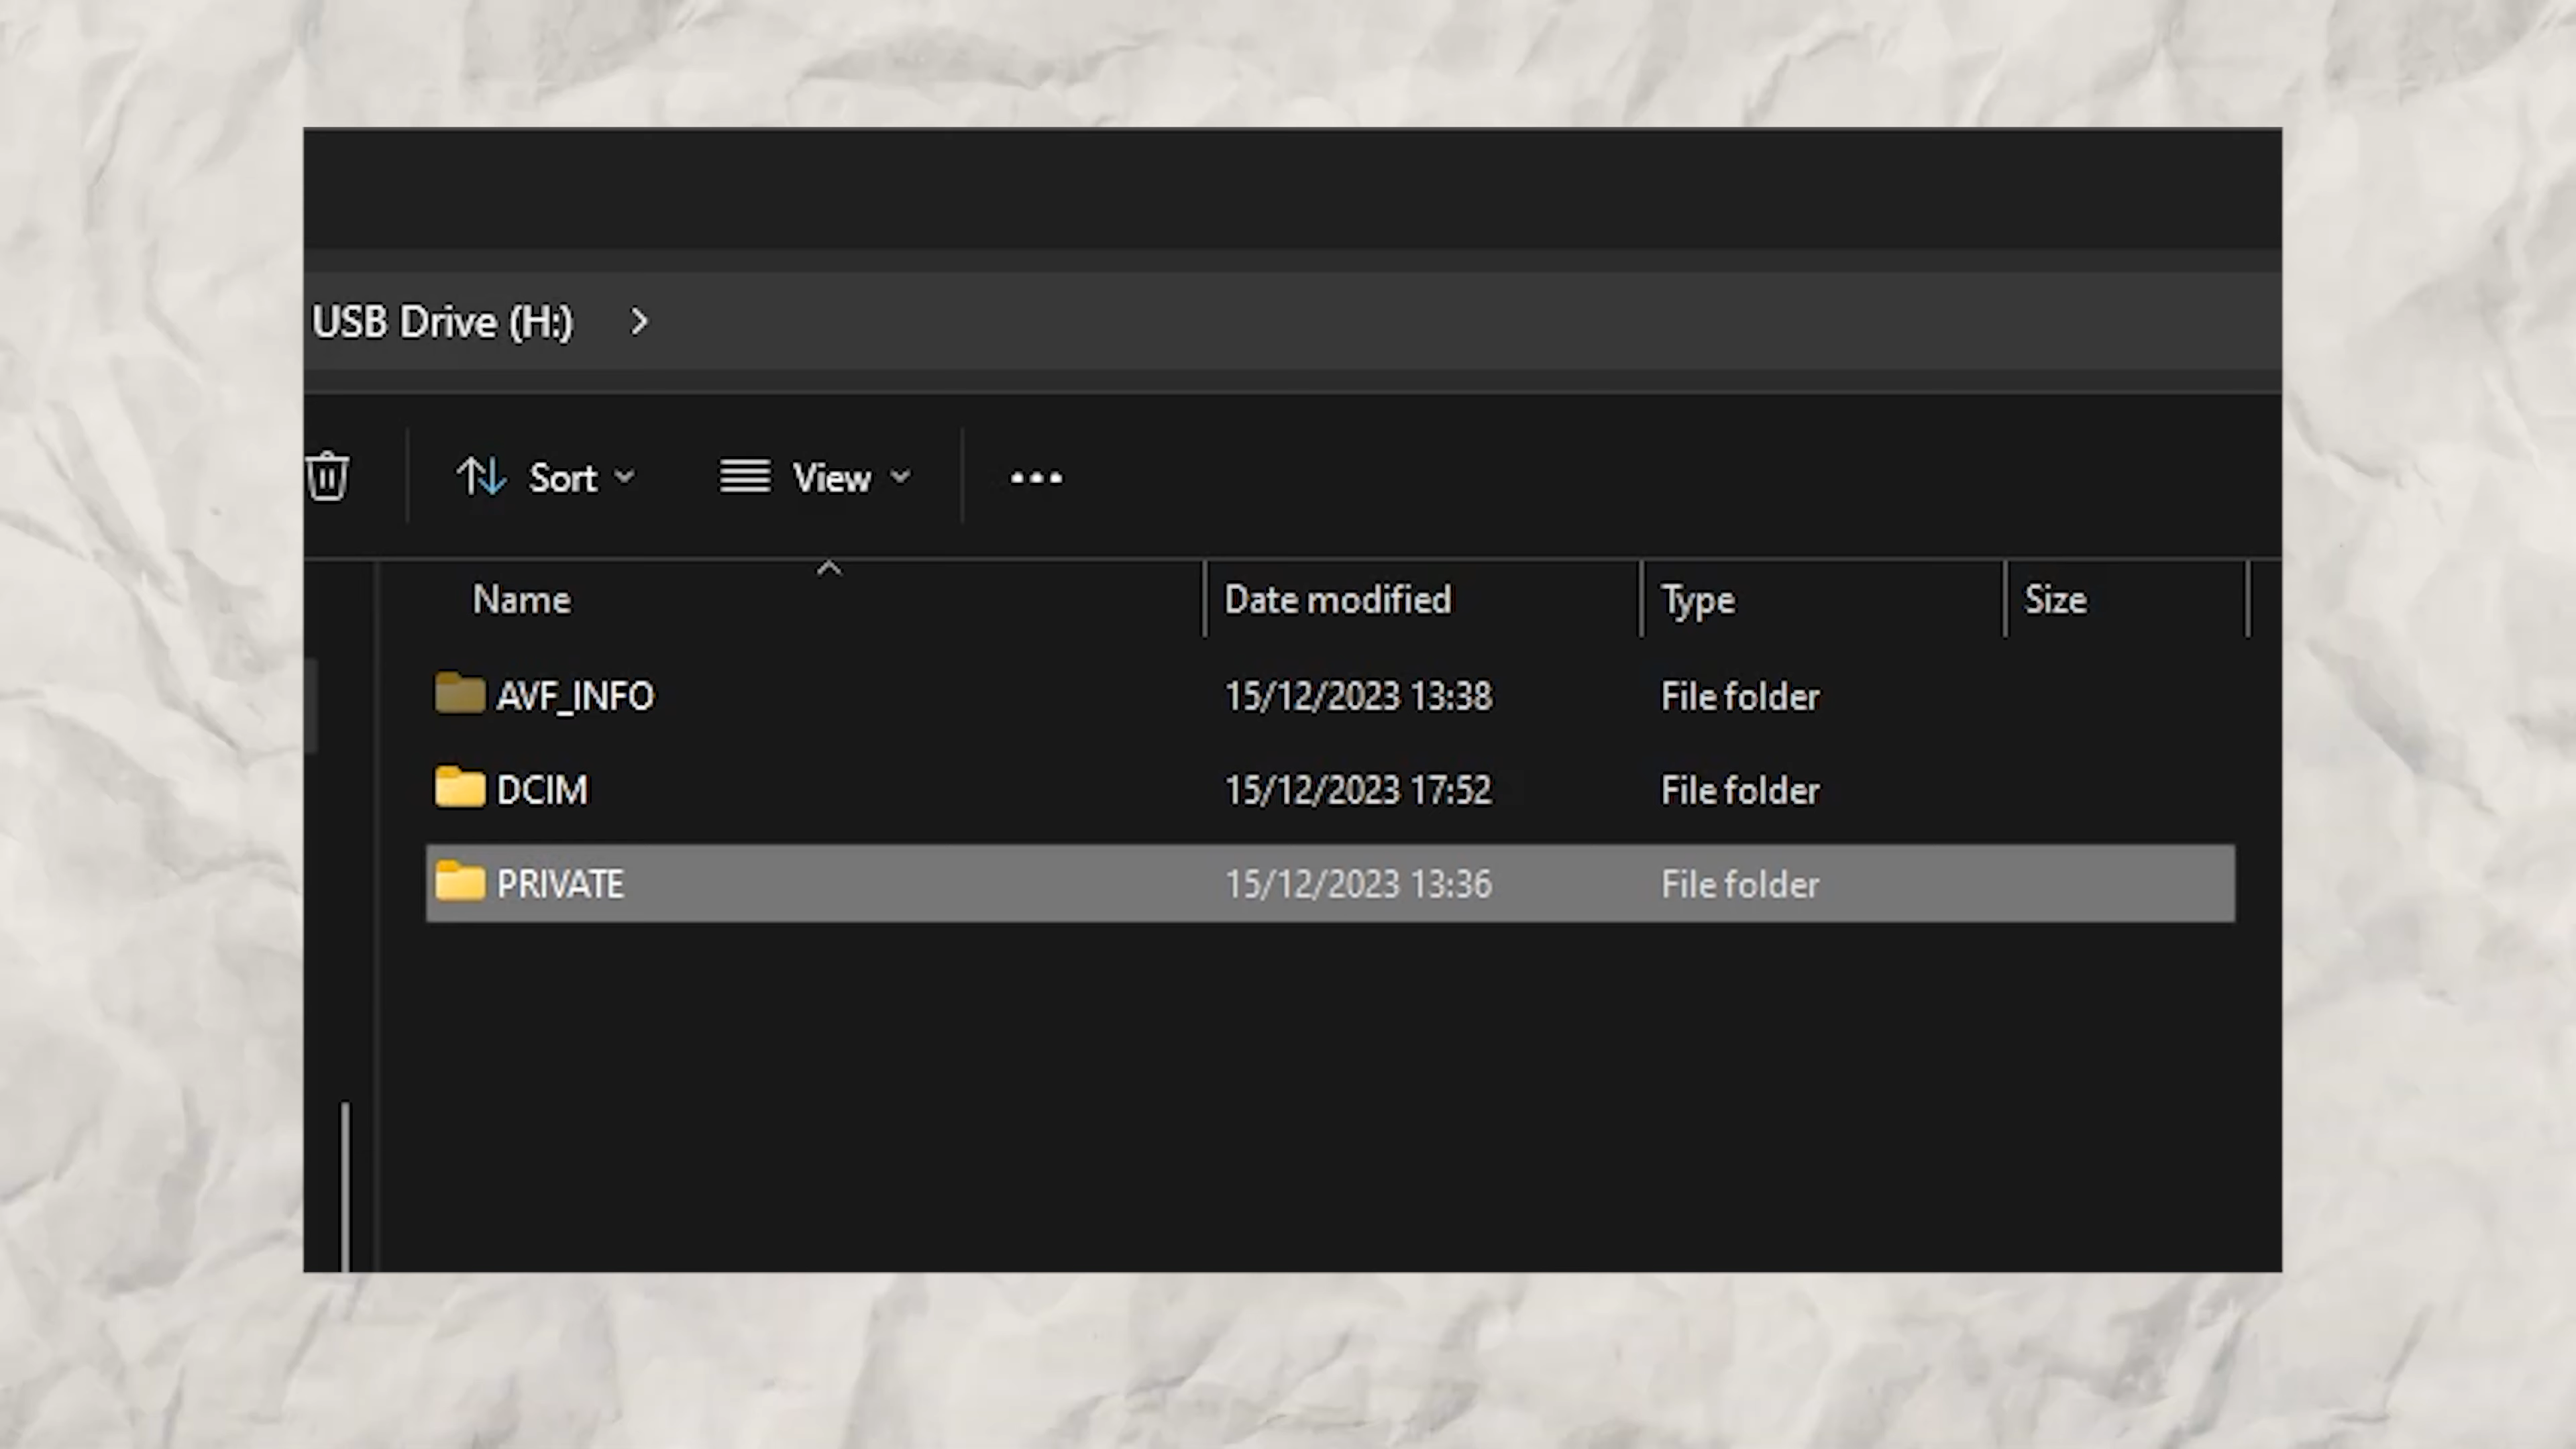 USB Drive (H:)
Sort View
Name Date modified Type Size
AVF_INFO 15/12/2023 13:38 File folder
DCIM 15/12/2023 17:52 File folder
PRIVATE 15/12/2023 13:36 File folder